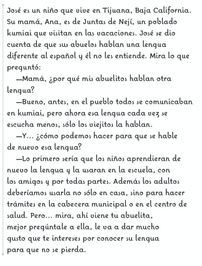 José es un niño que vive en Tijuana, Baja California.
Su mamá, Ana, es de Juntas de Nejí, un poblado
kumiai que visitan en las vacaciones. José se dio
cuenta de que sus abuelos hablan una lengua
diferente al español y él no les entiende. Mira lo que
preguntó:
—Mamá, ¿por qué mis abuelitos hablan otra
lengua?
—Bueno, antes, en el pueblo todos se comunicaban
en kumiai, pero ahora esa lengua cada vez se
escucha menos, sólo los viejitos la hablan.
—Y... ¿cómo podemos hacer para que se hable
de nuevo esa lengua?
—Lo primero sería que los niños aprendieran de
nuevo la lengua y la usaran en la escuela, con
los amigos y por todas partes. Además los adultos
deberíamos usarla no sólo en casa, sino para hacer
trámites en la cabecera municipal o en el centro de
salud. Pero... mira, ahí viene tu abuelita,
mejor pregúntale a ella, le va a dar mucho
gusto que te intereses por conocer su lengua
para que no se pierda.